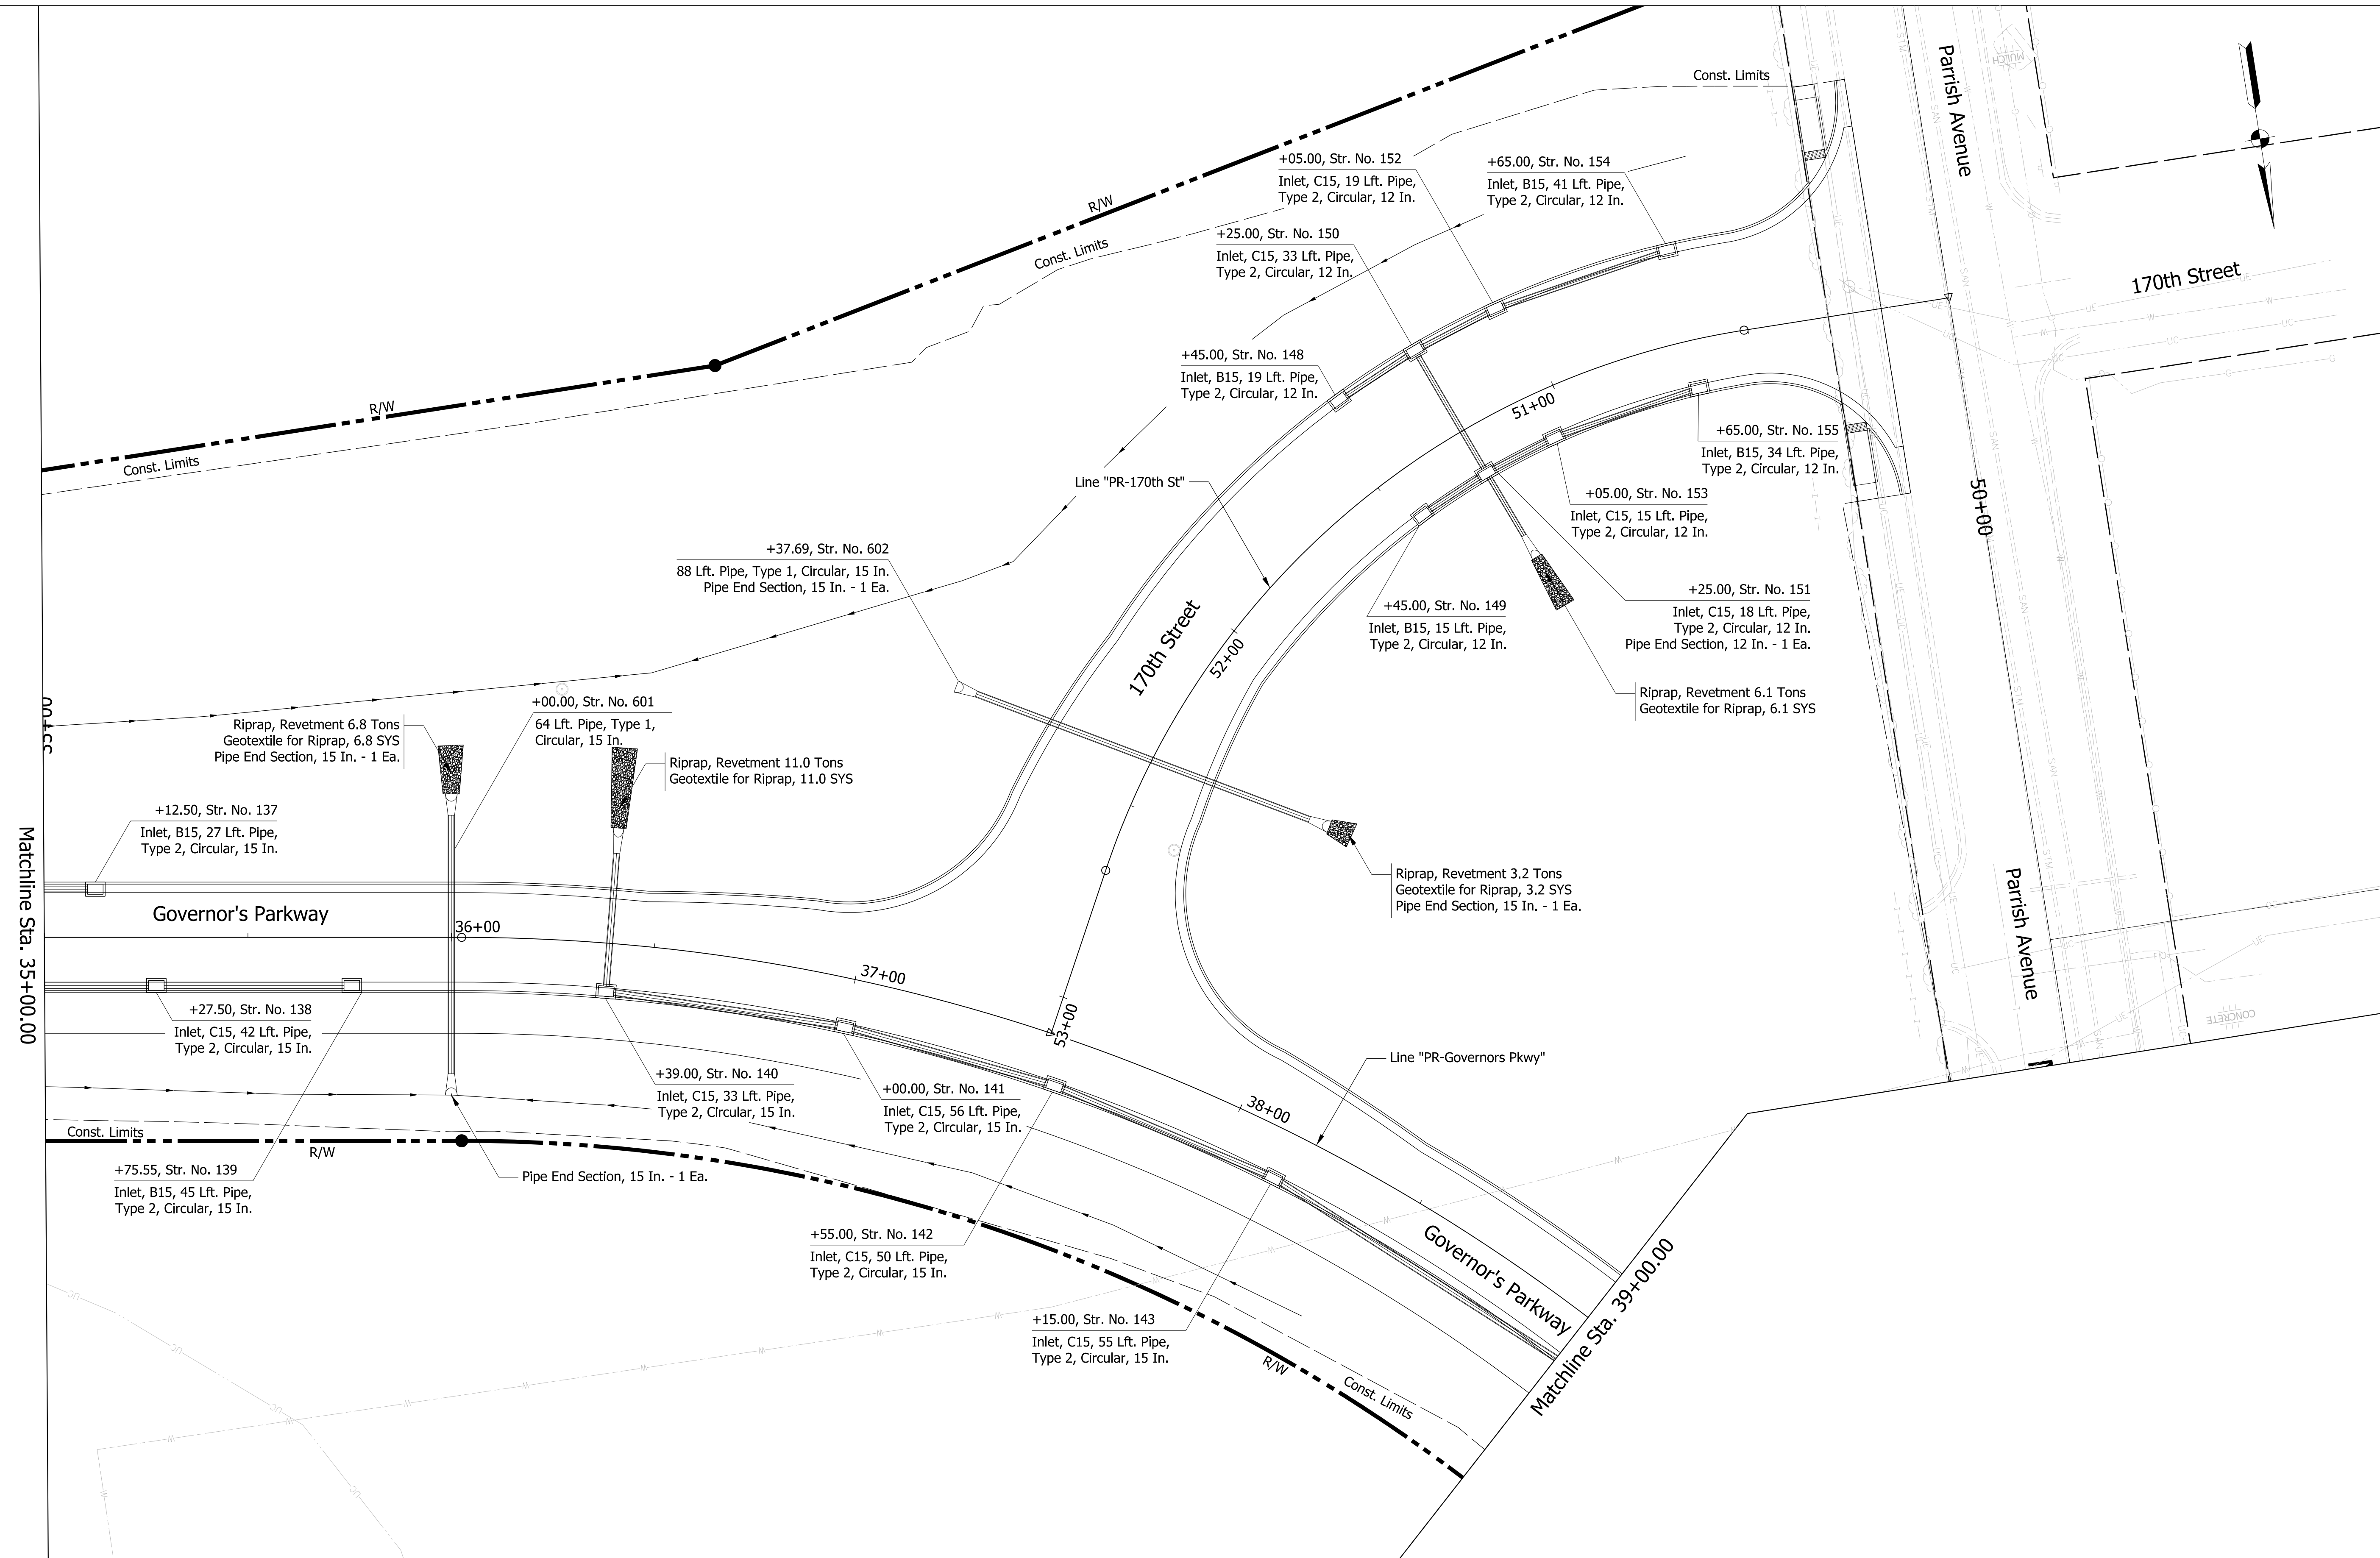 Const. Limits
Parrish Avenue
MULCH
+05.00, Str. No. 152
Inlet, C15, 19 Lft. Pipe,
Type 2, Circular, 12 In.
+65.00, Str. No. 154
Inlet, B15, 41 Lft. Pipe,
Type 2, Circular, 12 In.
R/W
Const. Limits
+25.00, Str. No. 150
Inlet, C15, 33 Lft. Pipe,
Type 2, Circular, 12 In.
170th Street
+45.00, Str. No. 148
Inlet, B15, 19 Lft. Pipe,
Type 2, Circular, 12 In.
R/W
Const. Limits
51+00
+65.00, Str. No. 155
Inlet, B15, 34 Lft. Pipe,
Type 2, Circular, 12 In.
Line "PR-170th St"
+05.00, Str. No. 153
Inlet, C15, 15 Lft. Pipe,
Type 2, Circular, 12 In.
50+00
+37.69, Str. No. 602
88 Lft. Pipe, Type 1, Circular, 15 In.
Pipe End Section, 15 In. - 1 Ea.
+45.00, Str. No. 149
Inlet, B15, 15 Lft. Pipe,
Type 2, Circular, 12 In.
+25.00, Str. No. 151
Inlet, C15, 18 Lft. Pipe,
Type 2, Circular, 12 In.
Pipe End Section, 12 In. - 1 Ea.
170th Street
52+00
Riprap, Revetment 6.1 Tons
Geotextile for Riprap, 6.1 SYS
+00.00, Str. No. 601
64 Lft. Pipe, Type 1,
Circular, 15 In.
Riprap, Revetment 6.8 Tons
Geotextile for Riprap, 6.8 SYS
Pipe End Section, 15 In. - 1 Ea.
Riprap, Revetment 11.0 Tons
Geotextile for Riprap, 11.0 SYS
+12.50, Str. No. 137
Inlet, B15, 27 Lft. Pipe,
Type 2, Circular, 15 In.
Riprap, Revetment 3.2 Tons
Geotextile for Riprap, 3.2 SYS
Pipe End Section, 15 In. - 1 Ea.
Parrish Avenue
Matchline Sta. 35+00.00
Governor's Parkway
36+00
37+00
+27.50, Str. No. 138
Inlet, C15, 42 Lft. Pipe,
Type 2, Circular, 15 In.
53+00
CONCRETE
Line "PR-Governors Pkwy"
+39.00, Str. No. 140
Inlet, C15, 33 Lft. Pipe,
Type 2, Circular, 15 In.
+00.00, Str. No. 141
Inlet, C15, 56 Lft. Pipe,
Type 2, Circular, 15 In.
38+00
Const. Limits
R/W
+75.55, Str. No. 139
Inlet, B15, 45 Lft. Pipe,
Type 2, Circular, 15 In.
Pipe End Section, 15 In. - 1 Ea.
+55.00, Str. No. 142
Inlet, C15, 50 Lft. Pipe,
Type 2, Circular, 15 In.
Governor's Parkway
Matchline Sta. 39+00.00
+15.00, Str. No. 143
Inlet, C15, 55 Lft. Pipe,
Type 2, Circular, 15 In.
R/W
Const. Limits